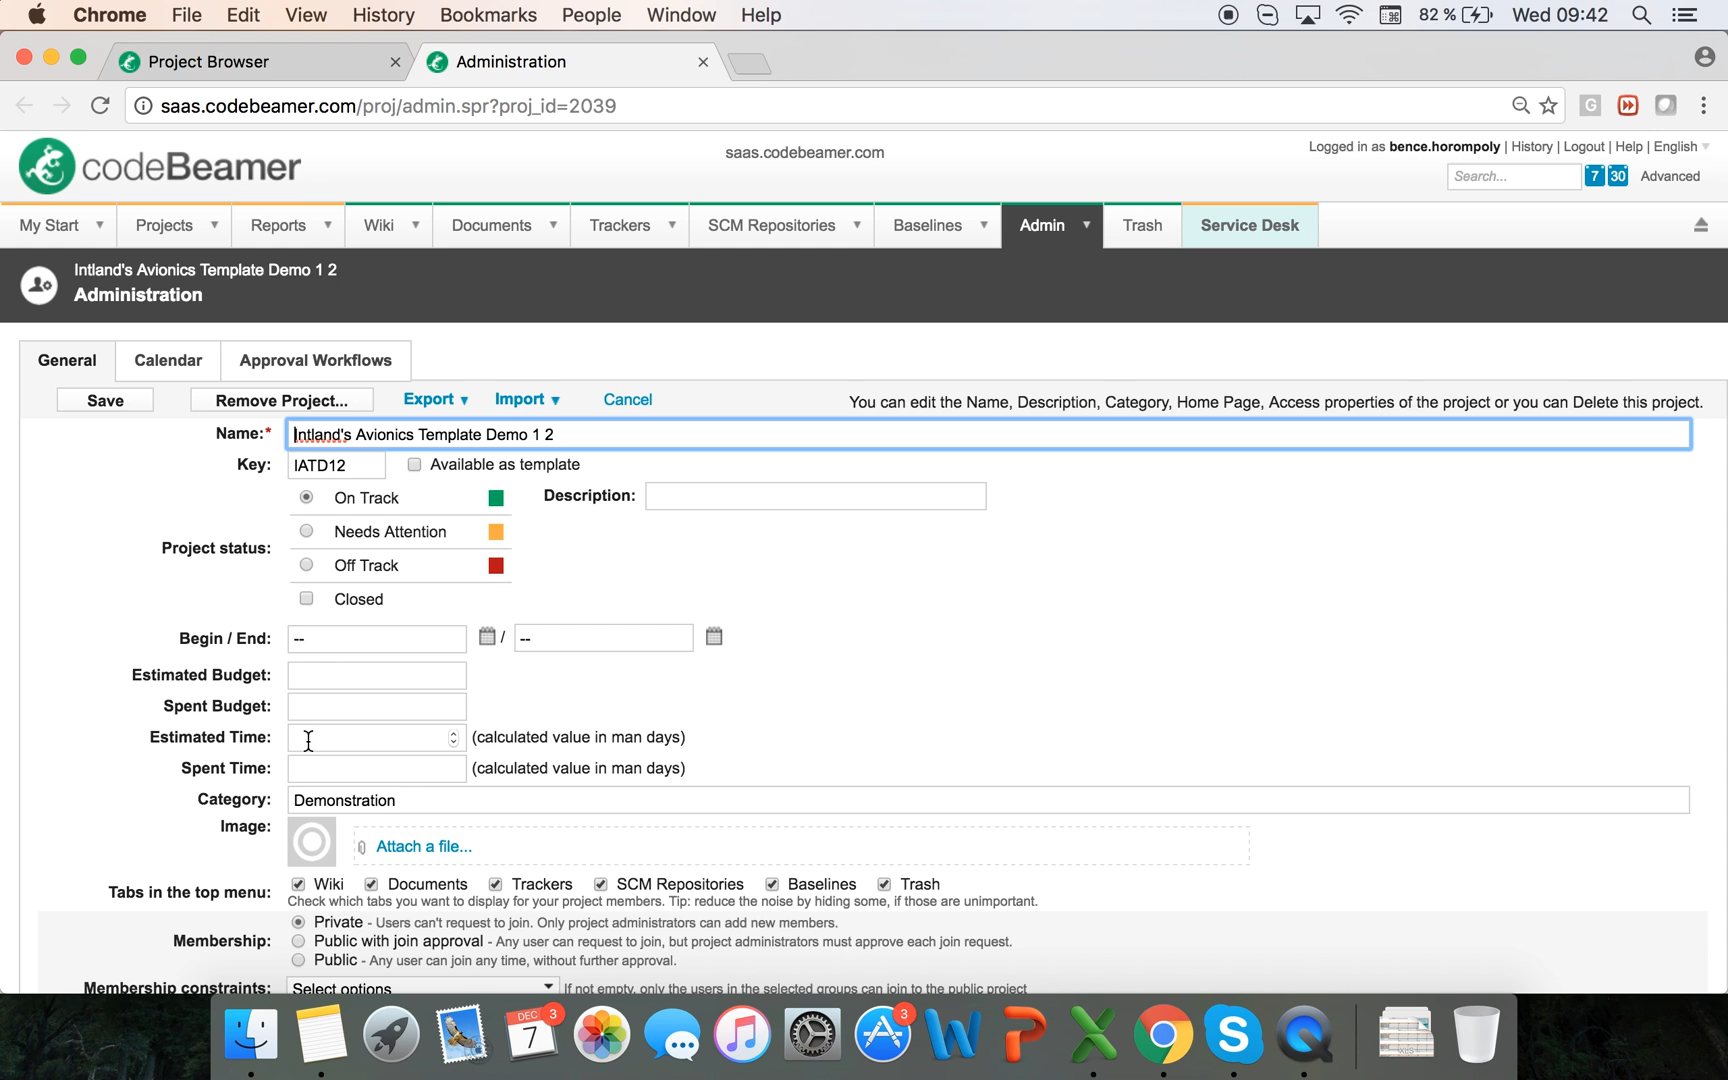 Chrome File Edit View History Bookmarks People Window Help 82 % Wed 09:42
Project Browser Administration
saas.codebeamer.com/proj/admin.spr?proj_id=2039
G
codeBeamer saas.codebeamer.com Logged in as bence.horompoly | History | Logout | Help | English
Search... 7 30 Advanced
My Start Projects Reports Wiki Documents Trackers SCM Repositories Baselines Admin Trash Service Desk
Intland's Avionics Template Demo 1 2
Administration
General Calendar Approval Workflows
Save Remove Project... Export Import Cancel You can edit the Name, Description, Category, Home Page, Access properties of the project or you can Delete this project.
Name:* Intland's Avionics Template Demo 1 2
Key: IATD12 Available as template
On Track Description:
Needs Attention
Project status:
Off Track
Closed
Begin / End: -- / --
Estimated Budget:
Spent Budget:
Estimated Time: (calculated value in man days)
Spent Time: (calculated value in man days)
Category: Demonstration
Image:
Attach a file...
Tabs in the top menu: Wiki Documents Trackers SCM Repositories Baselines Trash
Check which tabs you want to display for your project members. Tip: reduce the noise by hiding some, if those are unimportant.
Private - Users can't request to join. Only project administrators can add new members.
Membership: Public with join approval - Any user can request to join, but project administrators must approve each join request.
Public - Any user can join any time, without further approval.
Membership constraints: Select options If not empty, only the users in the selected groups can join to the public project
DEC 3
7
3
W P X S
XLS